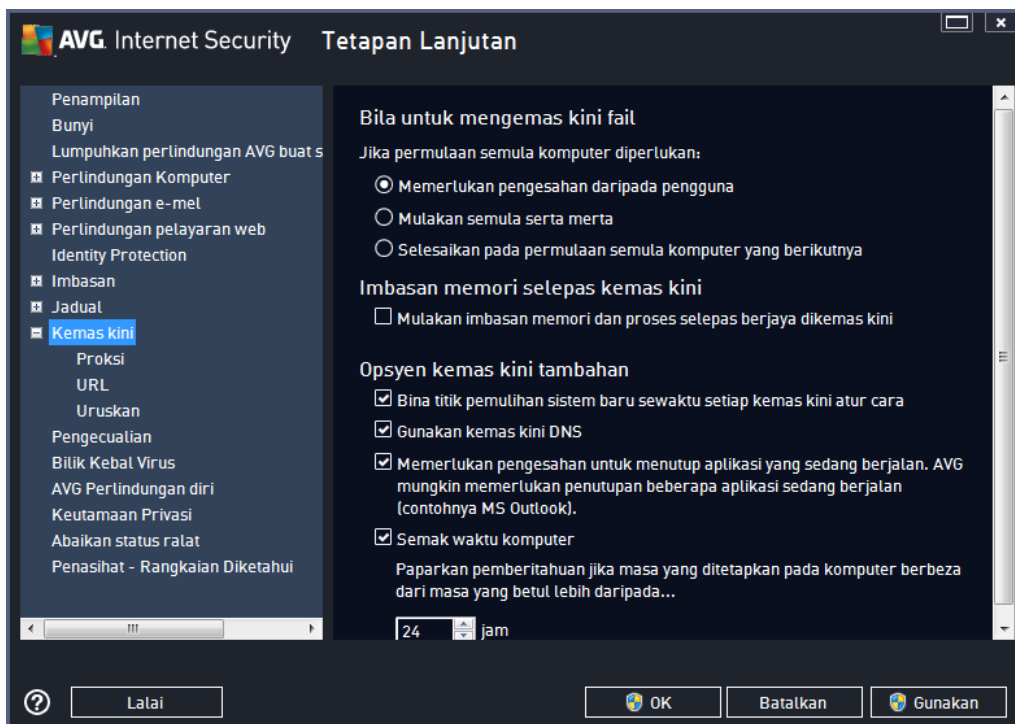 AVG. Internet Security Tetapan Lanjutan
Penampilan
Bunyi
Lumpuhkan perlindungan AVG buat s
Perlindungan Komputer
Perlindungan e-mel
Perlindungan pelayaran web
Identity Protection
Imbasan
Jadual
Kemas kini
Proksi
URL
Uruskan
Pengecualian
Bilik Kebal Virus
AVG Perlindungan diri
Keutamaan Privasi
Abaikan status ralat
Penasihat - Rangkaian Diketahui
Bila untuk mengemas kini fail
Jika permulaan semula komputer diperlukan:
Memerlukan pengesahan daripada pengguna
Mulakan semula serta merta
Selesaikan pada permulaan semula komputer yang berikutnya
Imbasan memori selepas kemas kini
Mulakan imbasan memori dan proses selepas berjaya dikemas kini
Opsyen kemas kini tambahan
Bina titik pemulihan sistem baru sewaktu setiap kemas kini atur cara
Gunakan kemas kini DNS
Memerlukan pengesahan untuk menutup aplikasi yang sedang berjalan. AVG
mungkin memerlukan penutupan beberapa aplikasi sedang berjalan
(contohnya MS Outlook).
Semak waktu komputer
Paparkan pemberitahuan jika masa yang ditetapkan pada komputer berbeza
dari masa yang betul lebih daripada...
24 jam
Lalai
OK
Batalkan
Gunakan